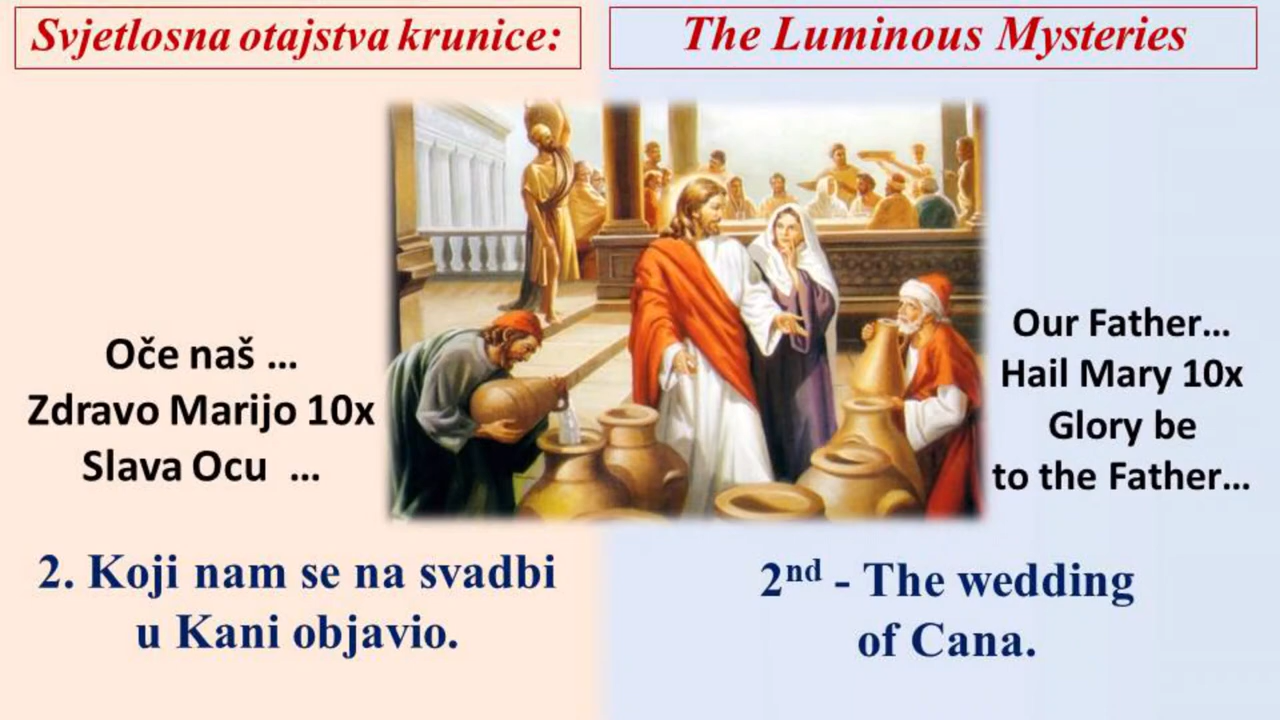 Svjetlosna otajstva krunice:
Oče naš ...
Zdravo Marijo 10x
Slava Ocu ...
2. Koji nam se na svadbi
u Kani objavio.
The Luminous Mysteries
Our Father...
Hail Mary 10x
Glory be
to the Father...
2nd - The wedding
of Cana.